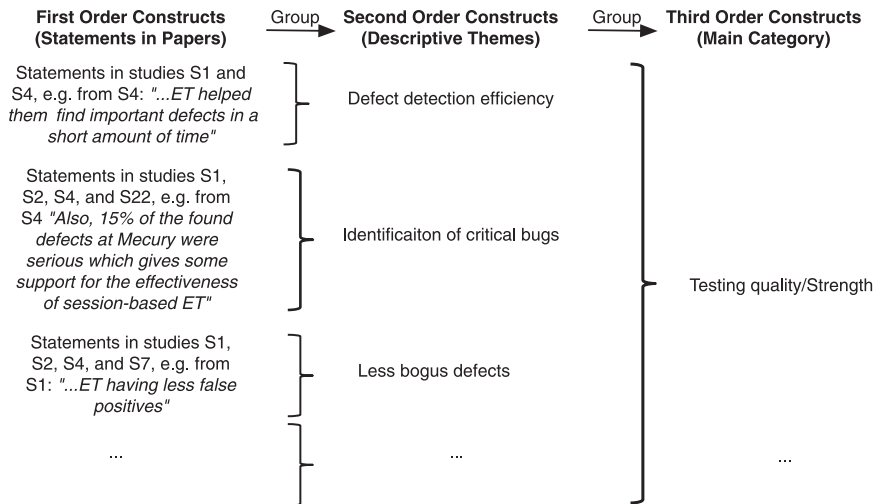 First Order Constructs
(Statements in Papers)
Group
Second Order Constructs
(Descriptive Themes)
Group
Third Order Constructs
(Main Category)
Statements in studies S1 and
S4, e.g. from S4: "...ET helped
them find important defects in a
short amount of time"
Defect detection efficiency
Statements in studies S1,
S2, S4, and S22, e.g. from
S4 "Also, 15% of the found
defects at Mecury were
serious which gives some
support for the effectiveness
of session-based ET"
Identificaiton of critical bugs
Testing quality/Strength
Statements in studies S1,
S2, S4, and S7, e.g. from
S1: "...ET having less false
positives"
Less bogus defects
...
...
...